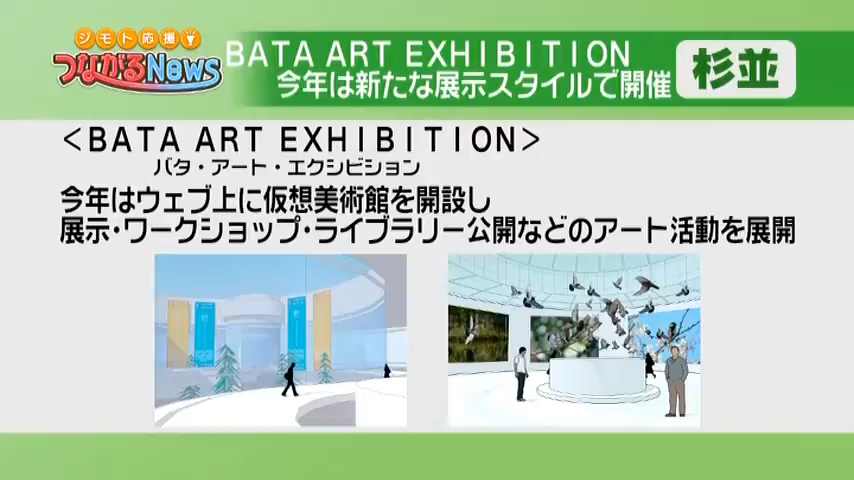 ジモト応援
つながるNEWS
BATA ART EXHIBITION
今年は新たな展示スタイルで開催
杉並
＜BATA ART EXHIBITION＞
バタ・アート・エクシビション
今年はウェブ上に仮想美術館を開設し
展示・ワークショップ・ライブラリー公開などのアート活動を展開